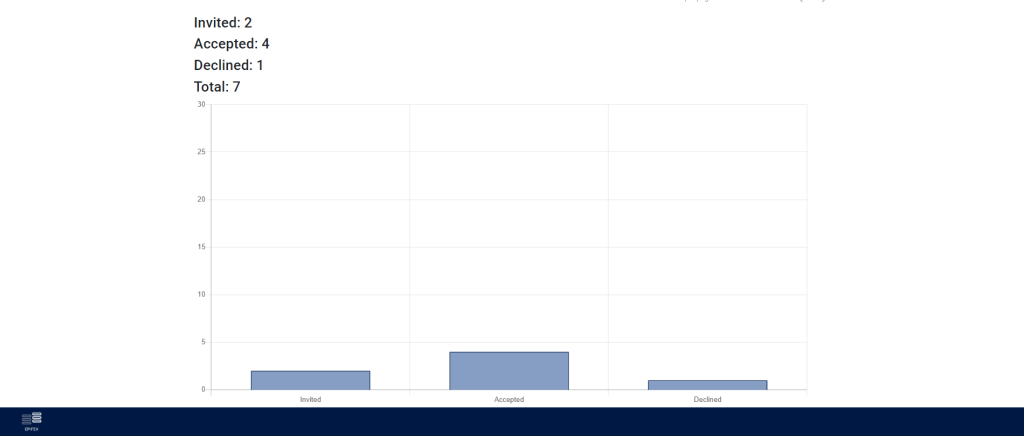 Invited: 2
Accepted: 4
Declined: 1
Total: 7
30
25
20
15
10
5
0
Invited
Accepted
Declined